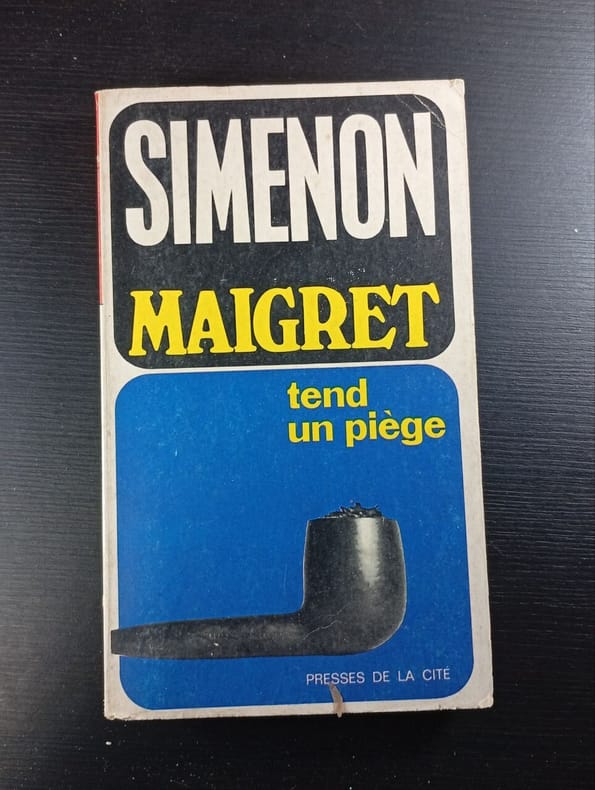 SIMENON
MAIGRET
tend
un piège
PRESSES DE LA CITÉ